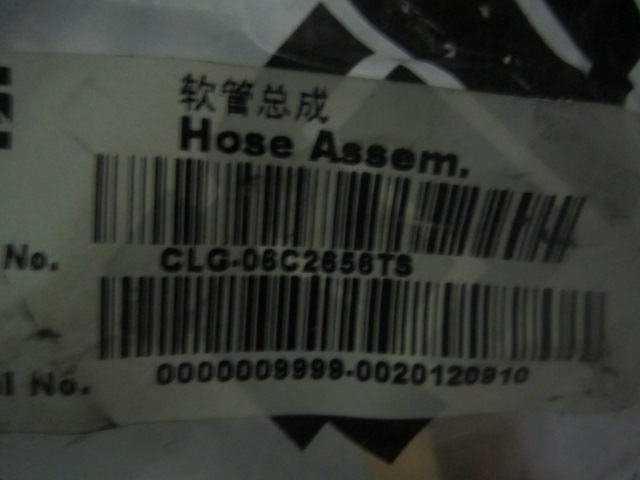 软管总成
Hose Assem.
No. CLG-06C2656TS
No. 0000009999-0020120910